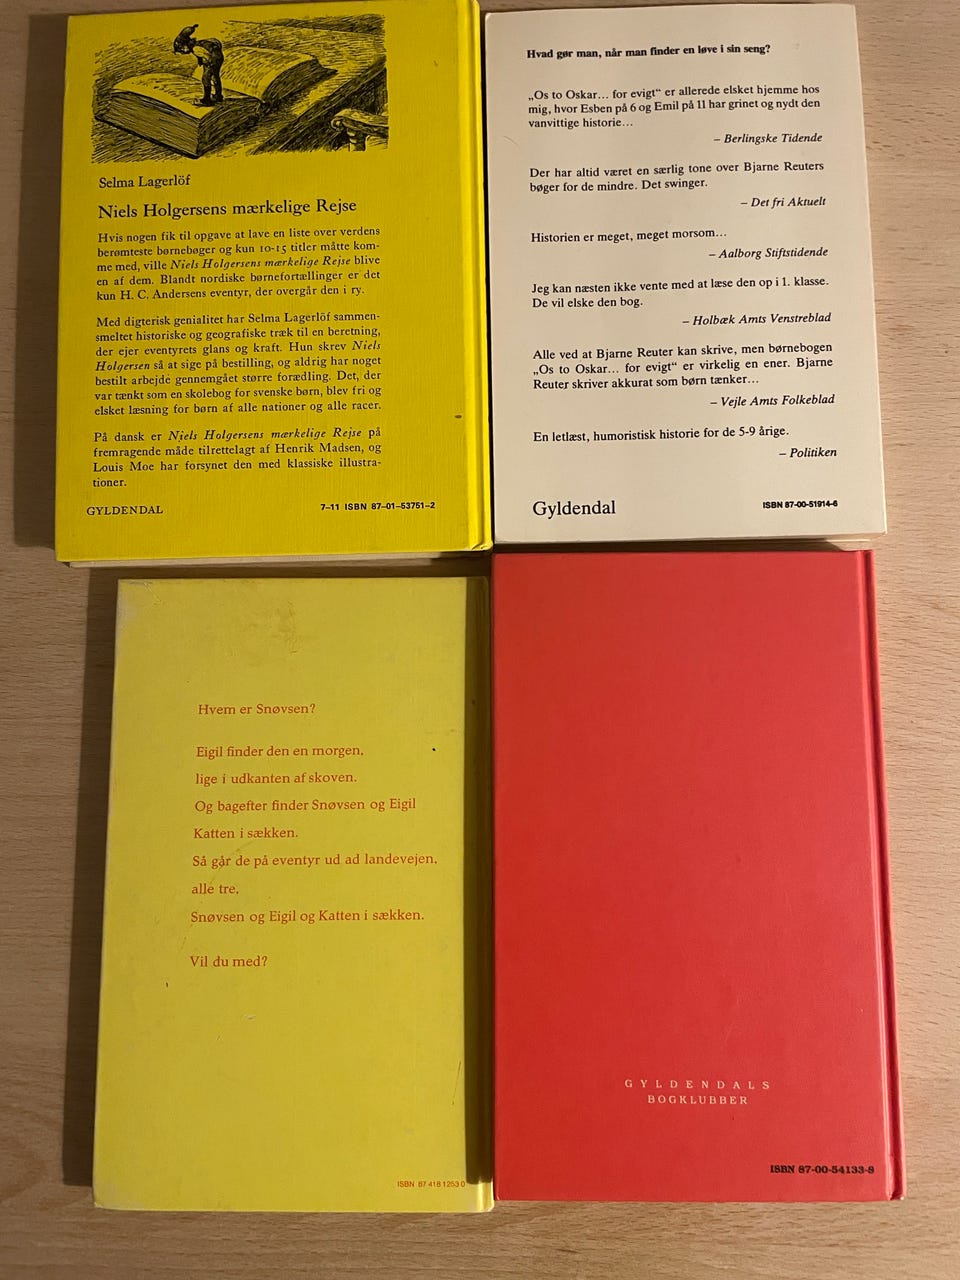 Selma Lagerlöf
Niels Holgersens mærkelige Rejse
Hvis nogen fik til opgave at lave en liste over verdens
berømteste børnebøger og kun 10-15 titler måtte kom-
me med, ville Niels Holgersens mærkelige Rejse blive
en af dem. Blandt nordiske børnefortællinger er det
kun H. C. Andersens eventyr, der overgår den i ry.
Med digterisk genialitet har Selma Lagerlöf sammen-
smeltet historiske og geografiske træk til en beretning,
der ejer eventyrets glans og kraft. Hun skrev Niels
Holgersen så at sige på bestilling, og aldrig har noget
bestilt arbejde gennemgået større forædling. Det, der
var tænkt som en skolebog for svenske børn, blev fri og
elsket læsning for børn af alle nationer og alle racer.
På dansk er Niels Holgersens mærkelige Rejse på
fremragende måde tilrettelagt af Henrik Madsen, og
Louis Moe har forsynet den med klassiske illustra-
tioner.
GYLDENDAL
7-11 ISBN 87-01-53751-2
Hvad gør man, når man finder en løve i sin seng?
„Os to Oskar... for evigt“ er allerede elsket hjemme hos
mig, hvor Esben på 6 og Emil på 11 har grinet og nydt den
vanvittige historie...
– Berlingske Tidende
Der har altid været en særlig tone over Bjarne Reuters
bøger for de mindre. Det swinger.
– Det fri Aktuelt
Historien er meget, meget morsom...
– Aalborg Stiftstidende
Jeg kan næsten ikke vente med at læse den op i 1. klasse.
De vil elske den bog.
– Holbæk Amts Venstreblad
Alle ved at Bjarne Reuter kan skrive, men børnebogen
„Os to Oskar... for evigt“ er virkelig en ener. Bjarne
Reuter skriver akkurat som børn tænker...
– Vejle Amts Folkeblad
En letlæst, humoristisk historie for de 5-9 årige.
– Politiken
Gyldendal
ISBN 87-00-51914-6
Hvem er Snøvsen?
Eigil finder den en morgen,
lige i udkanten af skoven.
Og bagefter finder Snøvsen og Eigil
Katten i sækken.
Så går de på eventyr ud ad landevejen,
alle tre,
Snøvsen og Eigil og Katten i sækken.
Vil du med?
ISBN 87 418 1253 0
GYLDENDALS
BOGKLUBBER
ISBN 87-00-54133-8